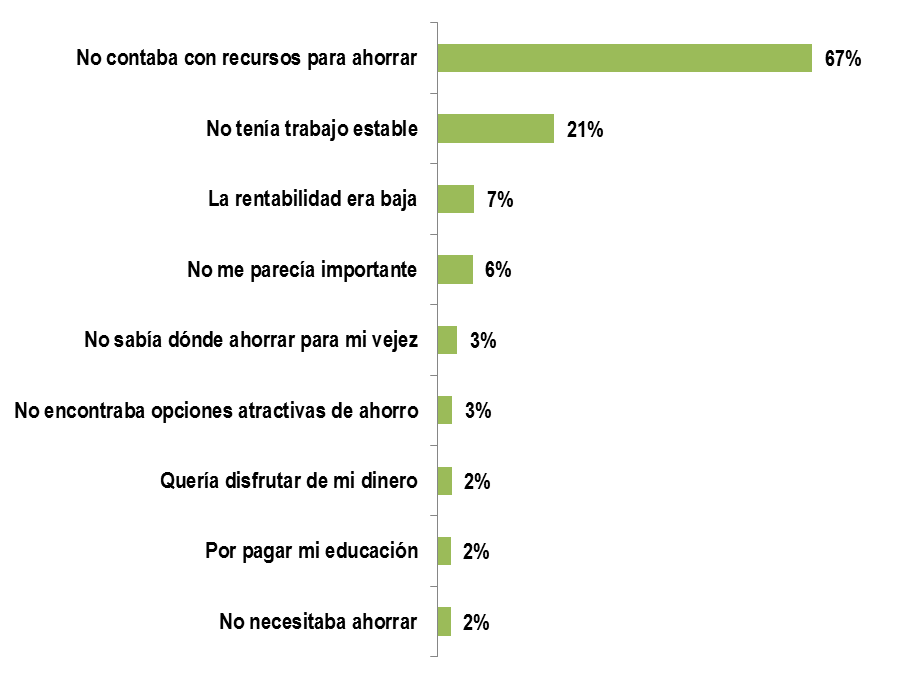 No contaba con recursos para ahorrar 67%
No tenía trabajo estable 21%
La rentabilidad era baja 7%
No me parecía importante 6%
No sabía dónde ahorrar para mi vejez 3%
No encontraba opciones atractivas de ahorro 3%
Quería disfrutar de mi dinero 2%
Por pagar mi educación 2%
No necesitaba ahorrar 2%